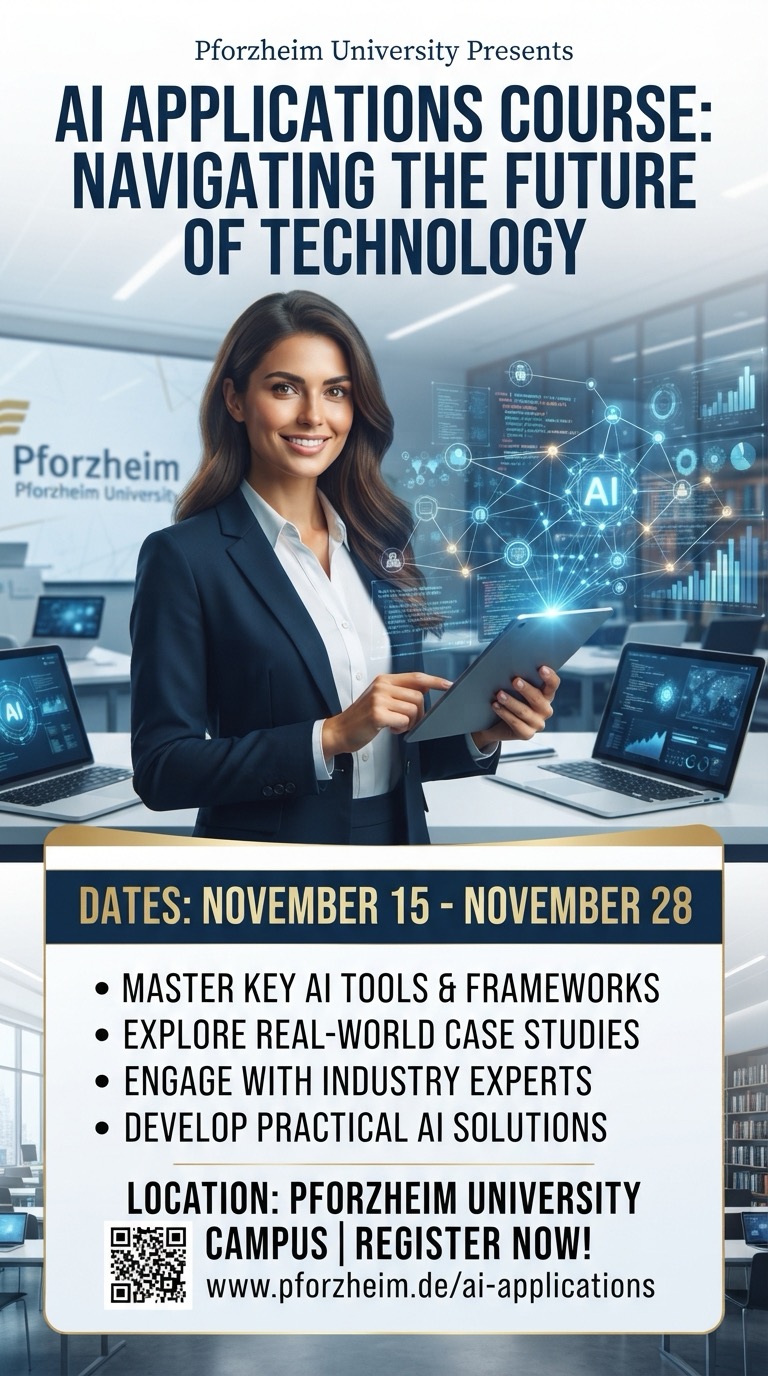 Pforzheim University Presents
AI APPLICATIONS COURSE:
NAVIGATING THE FUTURE
OF TECHNOLOGY
Pforzheim
Pforzheim University
AI
AI
DATES: NOVEMBER 15 - NOVEMBER 28
• MASTER KEY AI TOOLS & FRAMEWORKS
• EXPLORE REAL-WORLD CASE STUDIES
• ENGAGE WITH INDUSTRY EXPERTS
• DEVELOP PRACTICAL AI SOLUTIONS
LOCATION: PFORZHEIM UNIVERSITY
CAMPUS | REGISTER NOW!
www.pforzheim.de/ai-applications